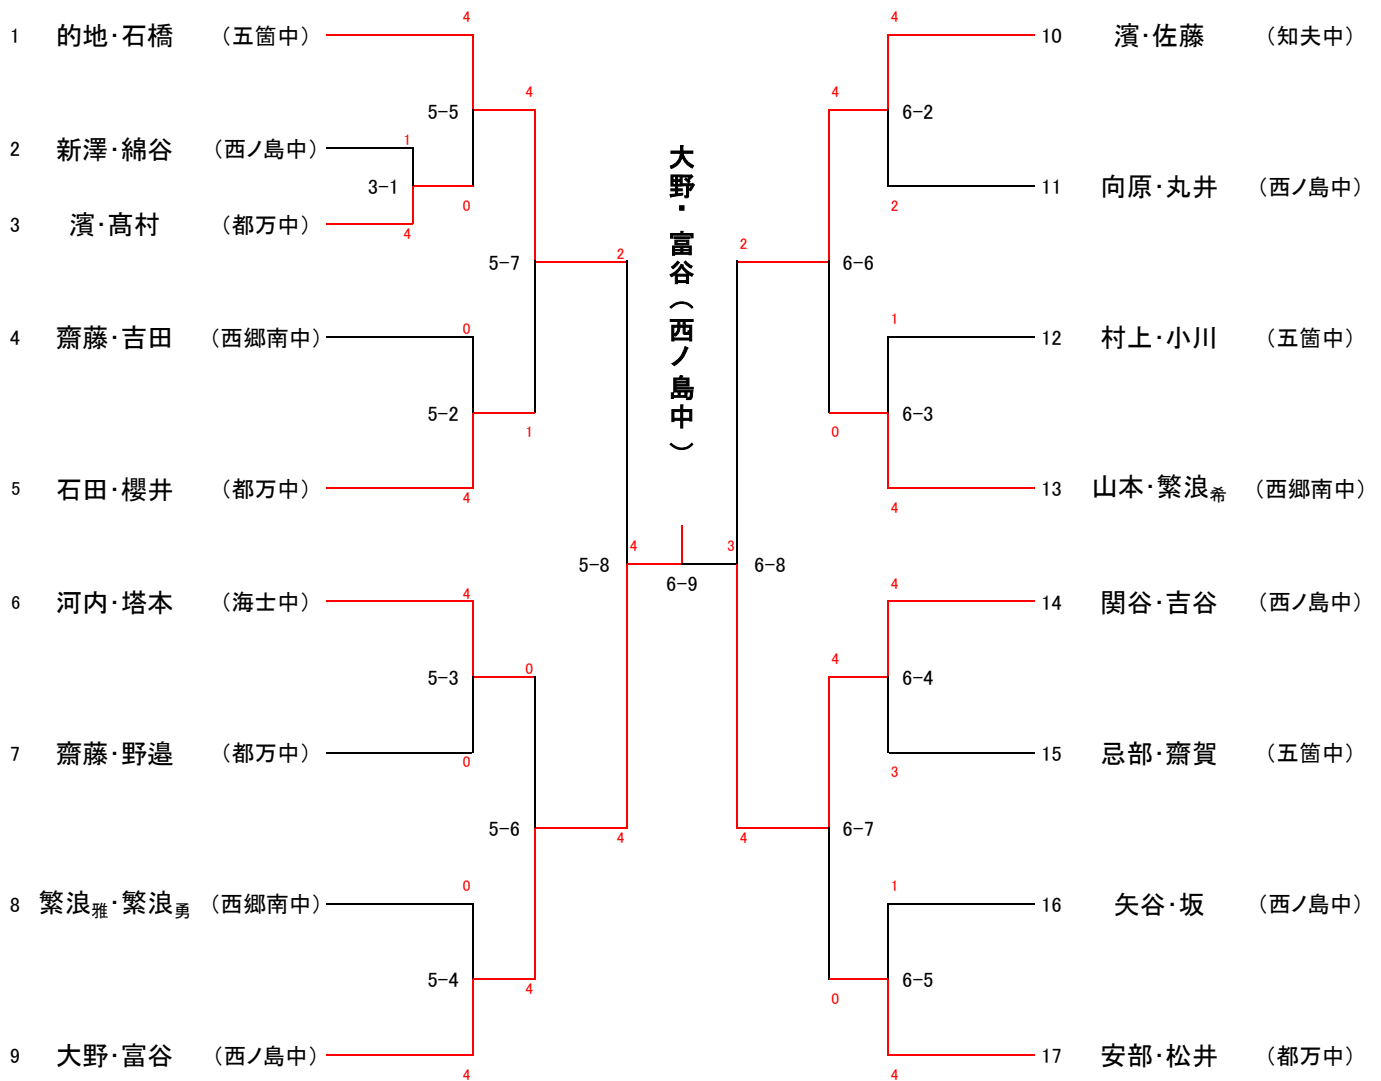 4
1 的地・石橋 （五箇中）
4
5-5
1
2 新澤・綿谷 （西ノ島中）
3-1
0
3 濱・髙村 （都万中）
4
5-7
2
0
4 齋藤・吉田 （西郷南中）
5-2
1
5 石田・櫻井 （都万中）
4
5-8
4
6 河内・塔本 （海士中）
4
5-3
0
7 齋藤・野邉 （都万中）
0
5-6
4
0
8 繁浪雅・繁浪勇 （西郷南中）
5-4
4
9 大野・富谷 （西ノ島中）
4
大野・富谷（西ノ島中）
4
3
6-9
4
10 濱・佐藤 （知夫中）
4
6-2
11 向原・丸井 （西ノ島中）
2
2
6-6
1
12 村上・小川 （五箇中）
6-3
0
13 山本・繁浪希 （西郷南中）
4
6-8
4
14 関谷・吉谷 （西ノ島中）
4
6-4
15 忌部・齋賀 （五箇中）
3
4
6-7
1
16 矢谷・坂 （西ノ島中）
6-5
0
17 安部・松井 （都万中）
4